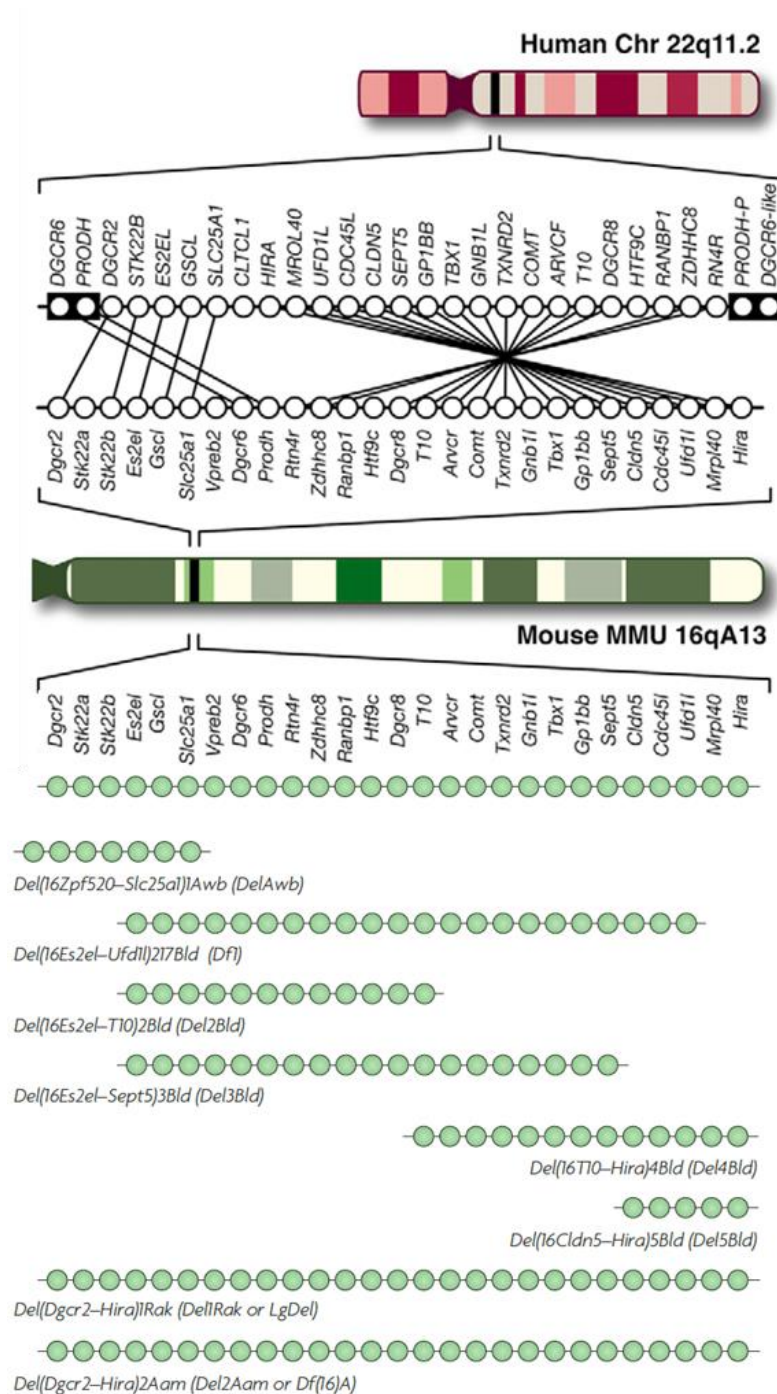 Human Chr 22q11.2
DGCR6
PRODH
DGCR2
STK22B
ES2EL
GSCL
SLC25A1
CLTCL1
HIRA
MROL40
UFD1L
CDC45L
CLDN5
SEPT5
GP1BB
TBX1
GNB1L
TXNRD2
COMT
ARVCF
T10
DGCR8
HTF9C
RANBP1
ZDHHC8
RN4R
PRODH-P
DGCR6-like
Dgcr2
Stk22a
Stk22b
Es2el
Gscl
Slc25a1
Vpreb2
Dgcr6
Prodh
Rtn4r
Zdhhc8
Ranbp1
Htf9c
Dgcr8
T10
Arvcr
Comt
Txnrd2
Gnb1l
Tbx1
Gp1bb
Sept5
Cldn5
Cdc45l
Ufd1l
Mrpl40
Hira
Mouse MMU 16qA13
Dgcr2
Stk22a
Stk22b
Es2el
Gscl
Slc25a1
Vpreb2
Dgcr6
Prodh
Rtn4r
Zdhhc8
Ranbp1
Htf9c
Dgcr8
T10
Arvcr
Comt
Txnrd2
Gnb1l
Tbx1
Gp1bb
Sept5
Cldn5
Cdc45l
Ufd1l
Mrpl40
Hira
Del(16Zpf520–Slc25a1)1Awb (DelAwb)
Del(16Es2el–Ufd1l)217Bld (Df1)
Del(16Es2el–T10)2Bld (Del2Bld)
Del(16Es2el–Sept5)3Bld (Del3Bld)
Del(16T10–Hira)4Bld (Del4Bld)
Del(16Cldn5–Hira)5Bld (Del5Bld)
Del(Dgcr2–Hira)1Rak (Del1Rak or LgDel)
Del(Dgcr2–Hira)2Aam (Del2Aam or Df(16)A)